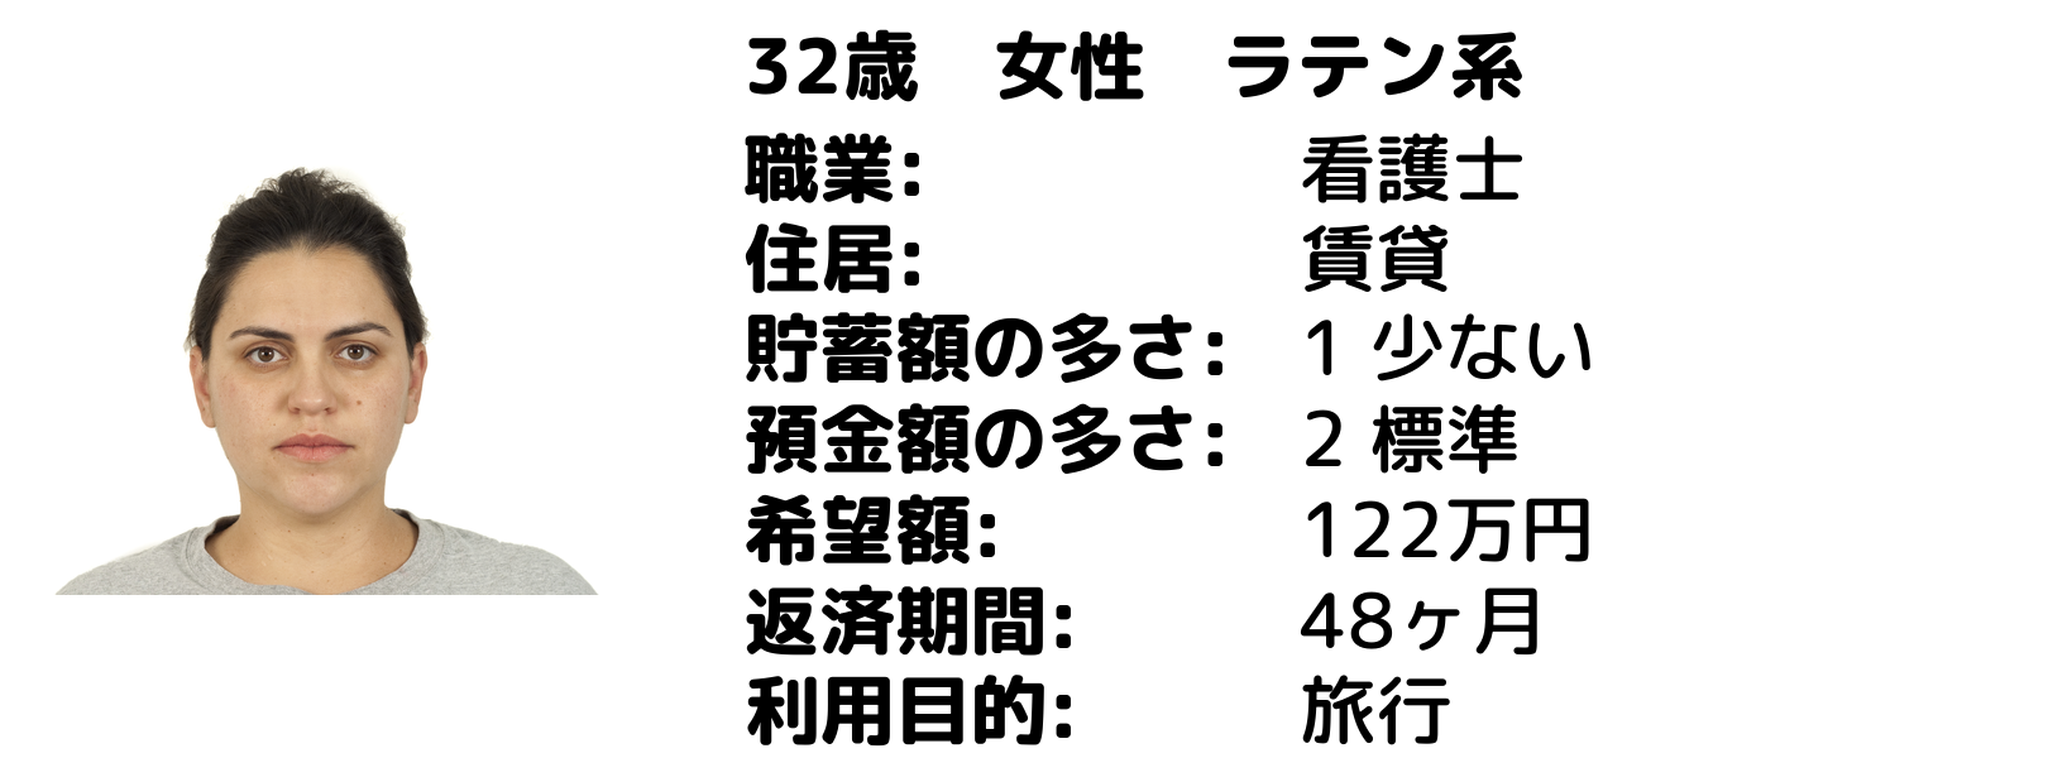 32歳　女性　ラテン系
職業: 看護士
住居: 賃貸
貯蓄額の多さ: 1 少ない
預金額の多さ: 2 標準
希望額: 122万円
返済期間: 48ヶ月
利用目的: 旅行